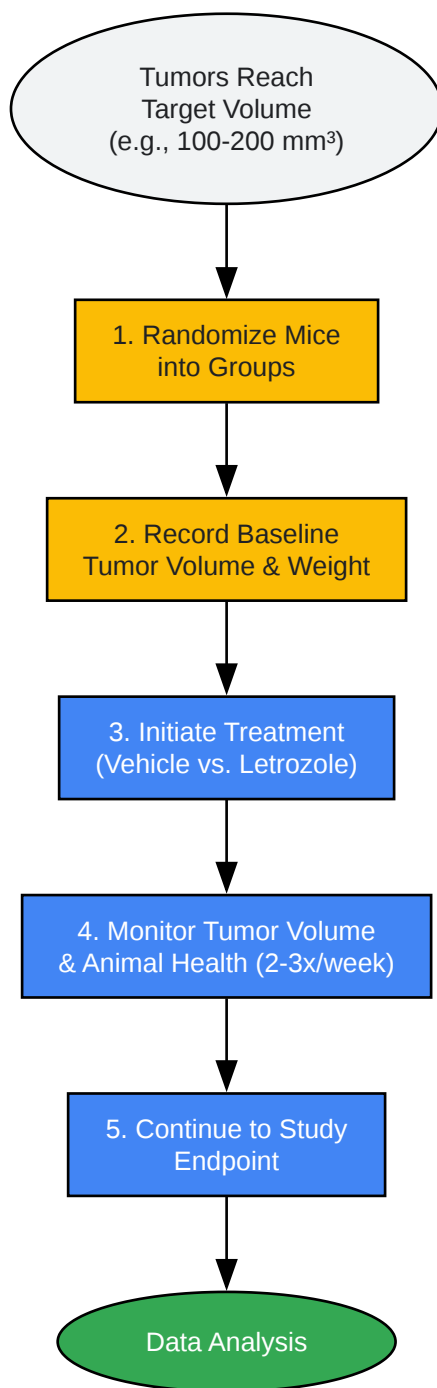 Tumors Reach
Target Volume
(e.g., 100-200 mm³)
1. Randomize Mice
into Groups
2. Record Baseline
Tumor Volume & Weight
3. Initiate Treatment
(Vehicle vs. Letrozole)
4. Monitor Tumor Volume
& Animal Health (2-3x/week)
5. Continue to Study
Endpoint
Data Analysis